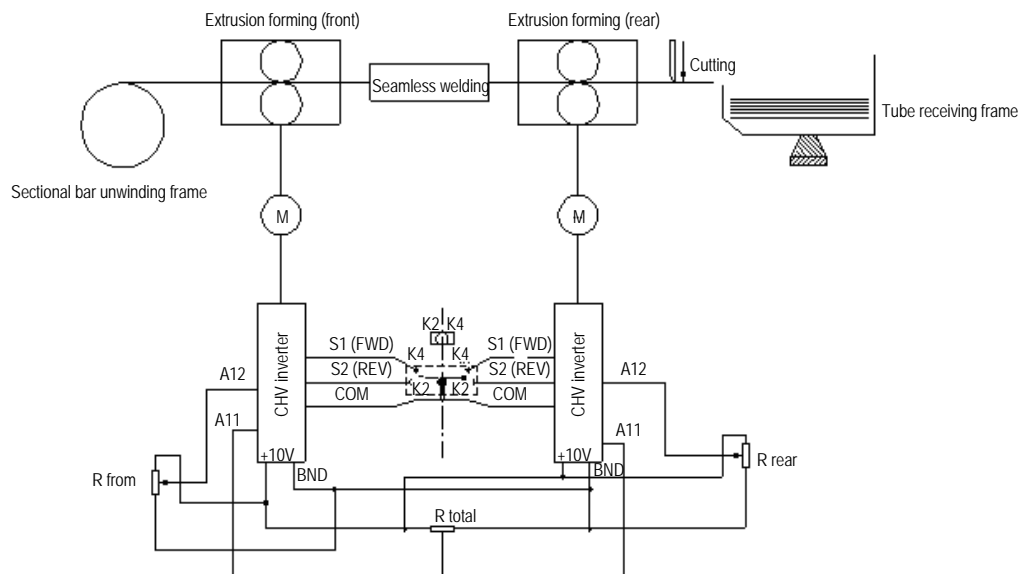 Extrusion forming (front)
Extrusion forming (rear)
Seamless welding
Cutting
Tube receiving frame
Sectional bar unwinding frame
M
M
K2 K4
S1 (FWD)
K4
K4
S1 (FWD)
CHV inverter
S2 (REV)
S2 (REV)
CHV inverter
A12
A12
K2
K2
COM
COM
A11
A11
+10V
+10V
BND
BND
R from
R rear
R total